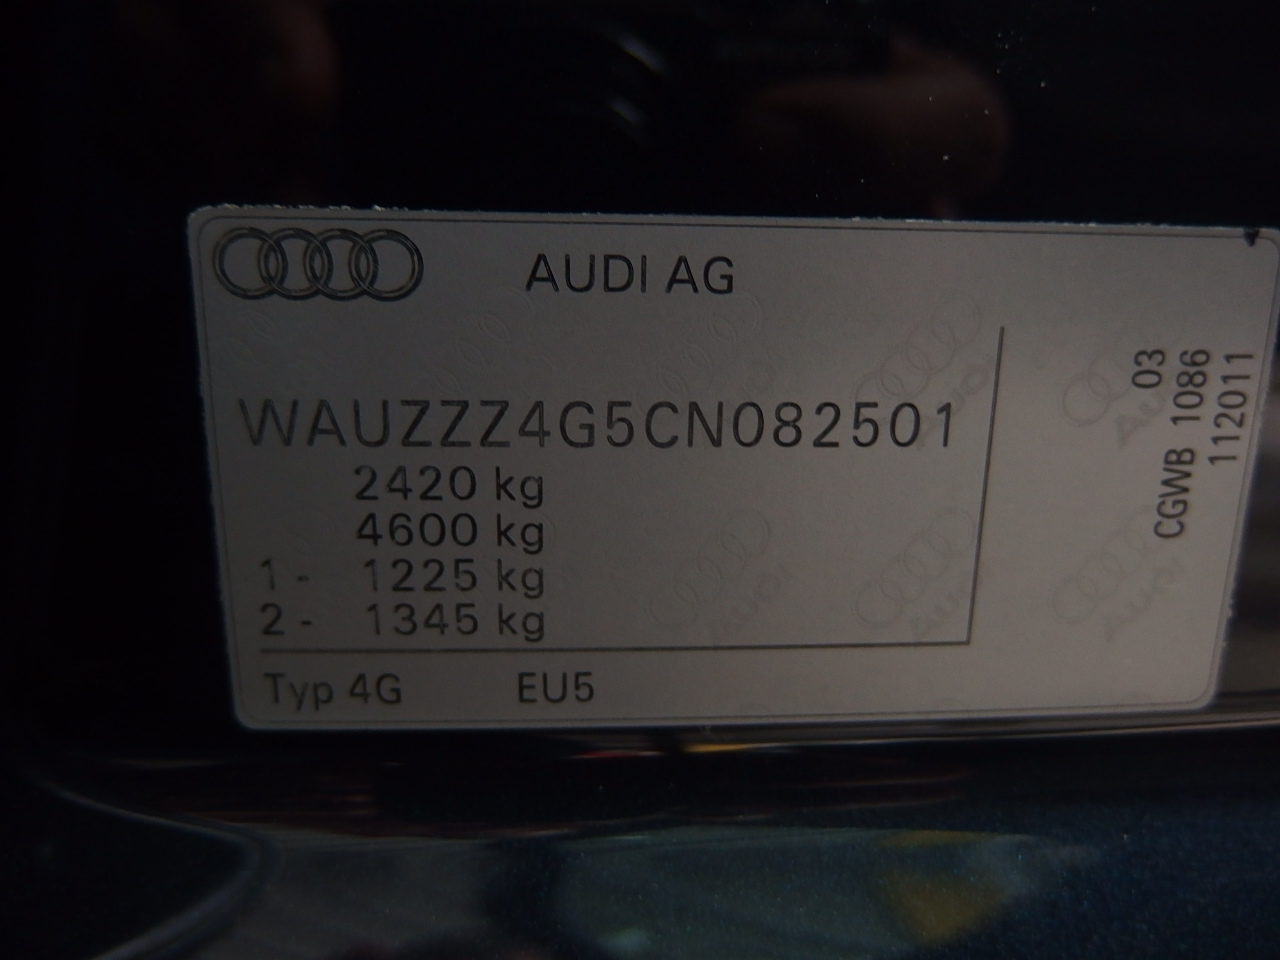 AUDI AG
WAUZZZ4G5CN082501
2420 kg
4600 kg
1 - 1225 kg
2 - 1345 kg
Typ 4G EU5
03
CGWB 1086
112011